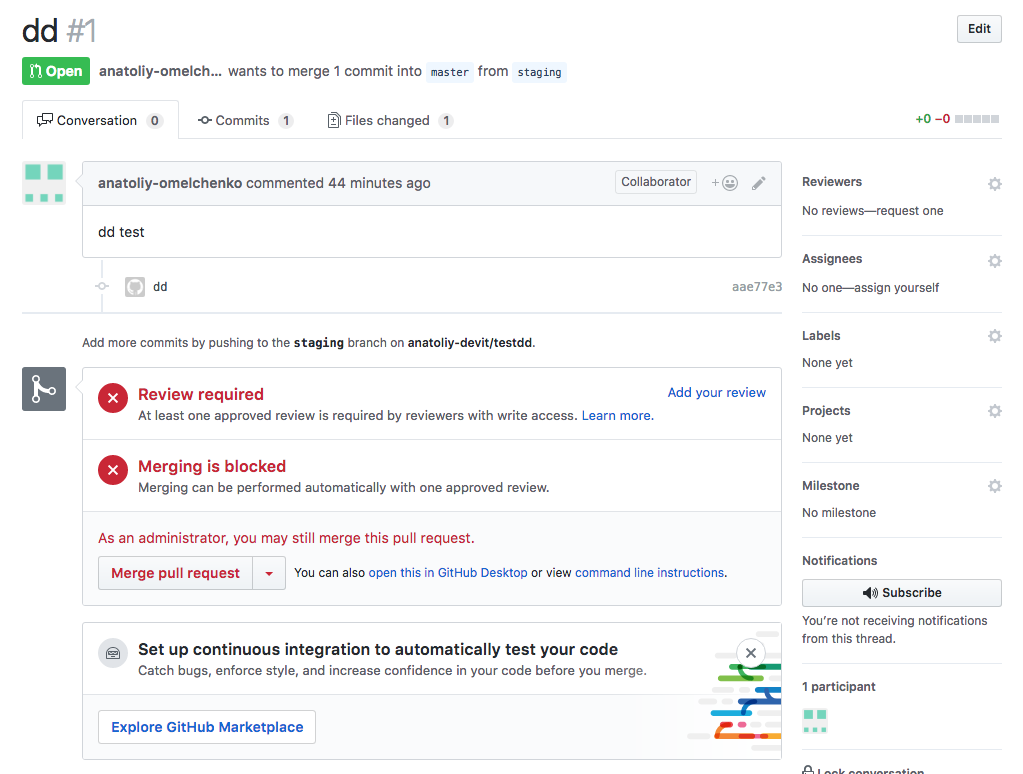 dd #1
Edit
Open anatoliy-omelch... wants to merge 1 commit into master from staging
Conversation 0 Commits 1 Files changed 1 +0 −0
anatoliy-omelchenko commented 44 minutes ago Collaborator +
dd test
dd aae77e3
Add more commits by pushing to the staging branch on anatoliy-devit/testdd.
Review required
Add your review
At least one approved review is required by reviewers with write access. Learn more.
Merging is blocked
Merging can be performed automatically with one approved review.
As an administrator, you may still merge this pull request.
Merge pull request You can also open this in GitHub Desktop or view command line instructions.
Set up continuous integration to automatically test your code
Catch bugs, enforce style, and increase confidence in your code before you merge.
Explore GitHub Marketplace
Reviewers
No reviews—request one
Assignees
No one—assign yourself
Labels
None yet
Projects
None yet
Milestone
No milestone
Notifications
Subscribe
You’re not receiving notifications
from this thread.
1 participant
Lock conversation